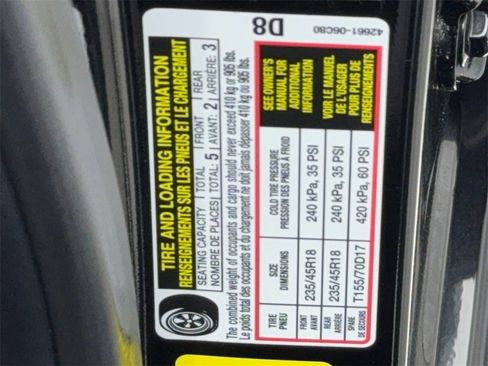 TIRE AND LOADING INFORMATION
RENSEIGNEMENTS SUR LES PNEUS ET LE CHARGEMENT
SEATING CAPACITY | TOTAL | FRONT | REAR
NOMBRE DE PLACES | TOTAL: 5 | AVANT: 2 | ARRIÈRE: 3
The combined weight of occupants and cargo should never exceed 410 kg or 905 lbs.
Le poids total des occupants et du chargement ne doit jamais dépasser 410 kg ou 905 lbs.
TIRE SIZE COLD TIRE PRESSURE
PNEU DIMENSIONS PRESSION DES PNEUS À FROID
FRONT
AVANT 235/45R18 240 kPa, 35 PSI
REAR
ARRIÈRE 235/45R18 240 kPa, 35 PSI
SPARE
DE SECOURS T155/70D17 420 kPa, 60 PSI
SEE OWNER'S
MANUAL FOR
ADDITIONAL
INFORMATION
VOIR LE MANUEL
DE L'USAGER
POUR PLUS DE
RENSEIGNEMENTS
D8
42661-06C80